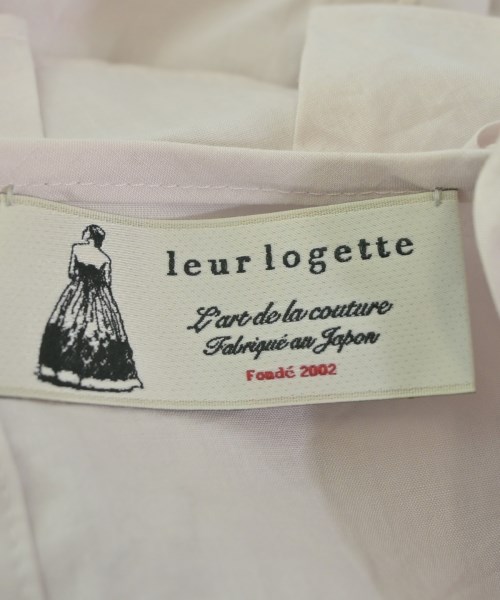 leur logette
L'art de la couture
Fabriqué au Japon
Fondé 2002